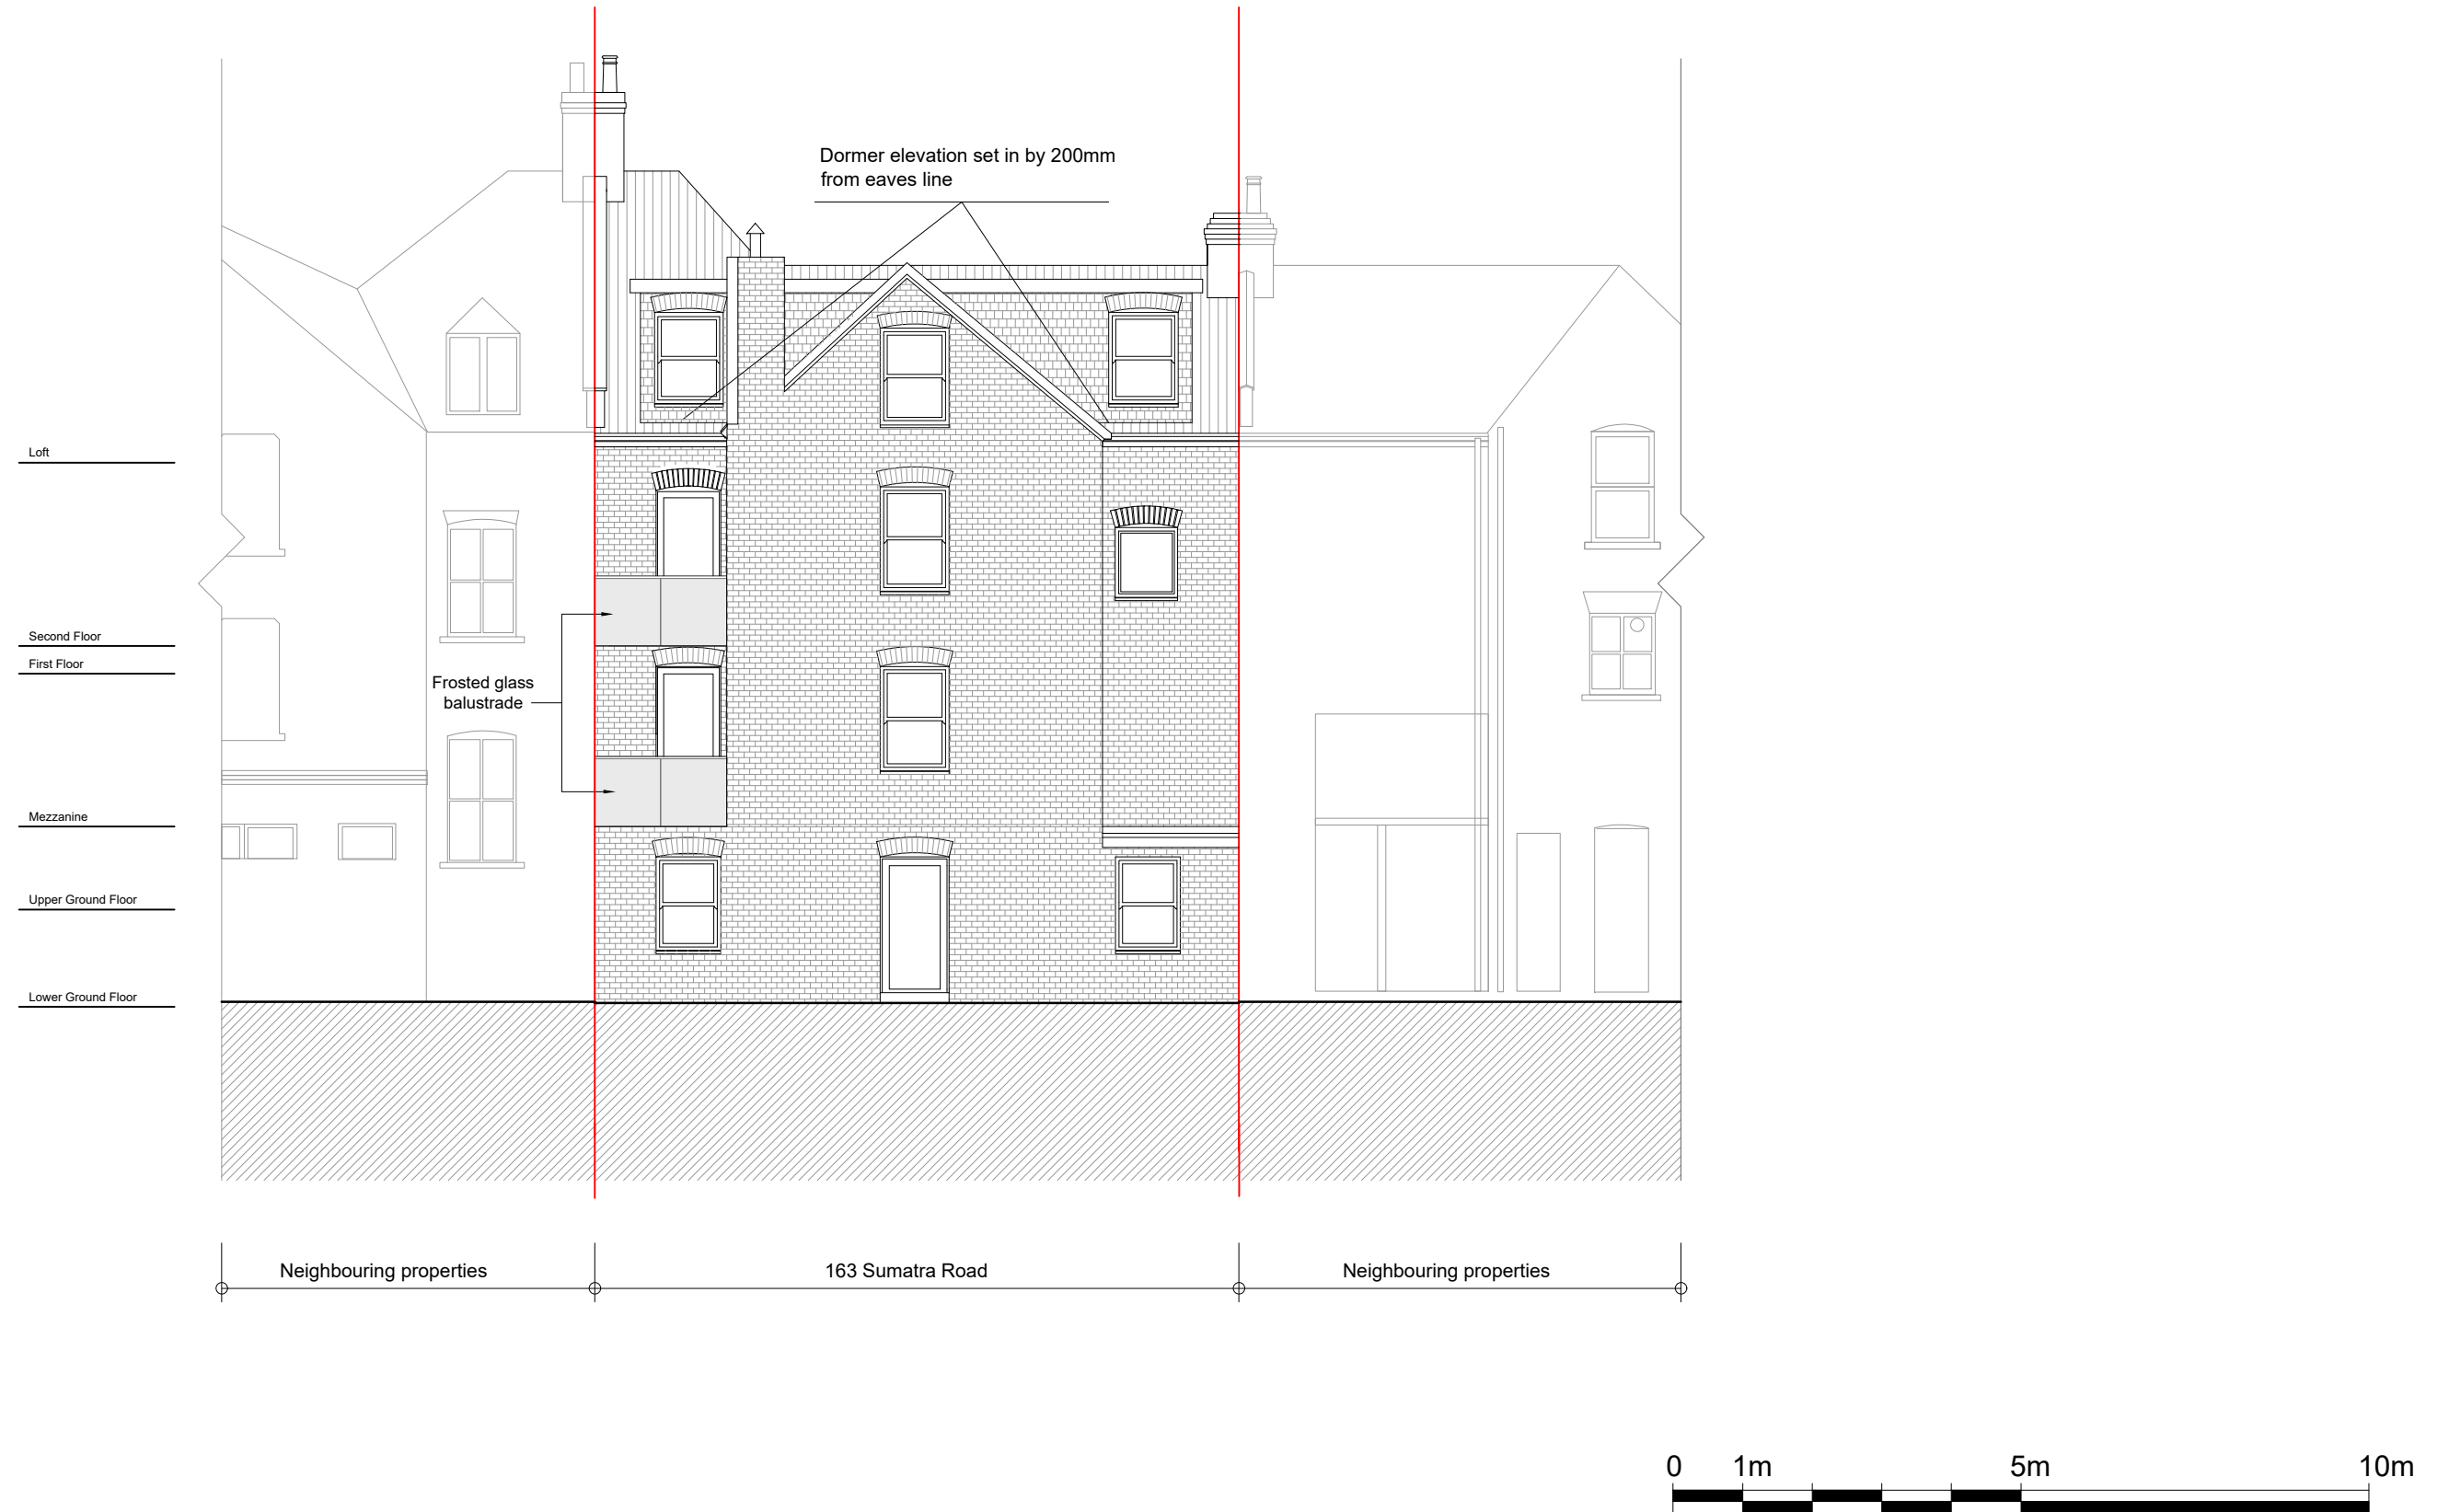 Dormer elevation set in by 200mm
from eaves line
Loft
Second Floor
First Floor
Frosted glass
balustrade
Mezzanine
Upper Ground Floor
Lower Ground Floor
Neighbouring properties
163 Sumatra Road
Neighbouring properties
0 1m 5m 10m